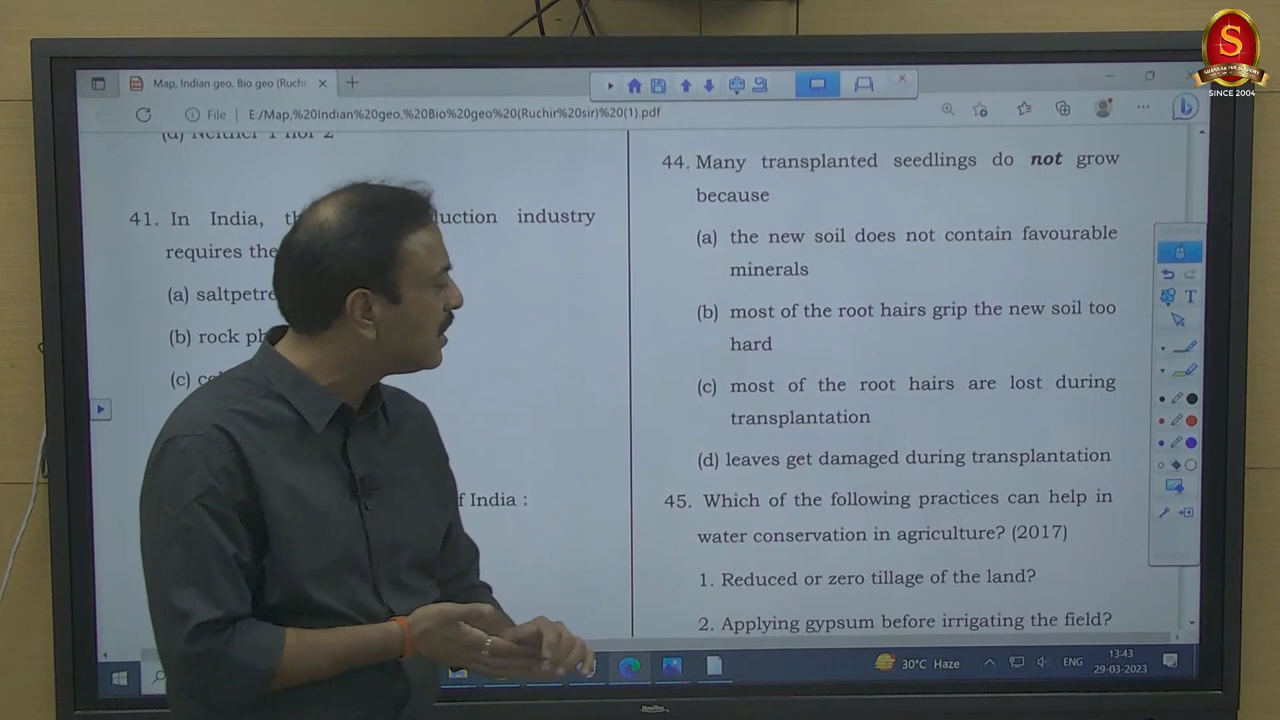 S
SINCE 2004
Map, Indian geo, Bio geo (Ruchi
File
E:/Map,%20Indian%20geo,%20Bio%20geo%20(Ruchir%20sir)%20(1).pdf
(d) Neither 1 nor 2
41. In India, duction industry
requires the
(a) saltpetre
(b) rock
(c)
f India :
44. Many transplanted seedlings do not grow
because
(a) the new soil does not contain favourable
minerals
(b) most of the root hairs grip the new soil too
hard
(c) most of the root hairs are lost during
transplantation
(d) leaves get damaged during transplantation
45. Which of the following practices can help in
water conservation in agriculture? (2017)
1. Reduced or zero tillage of the land?
2. Applying gypsum before irrigating the field?
T
30°C Haze
ENG
13:43
29-03-2023